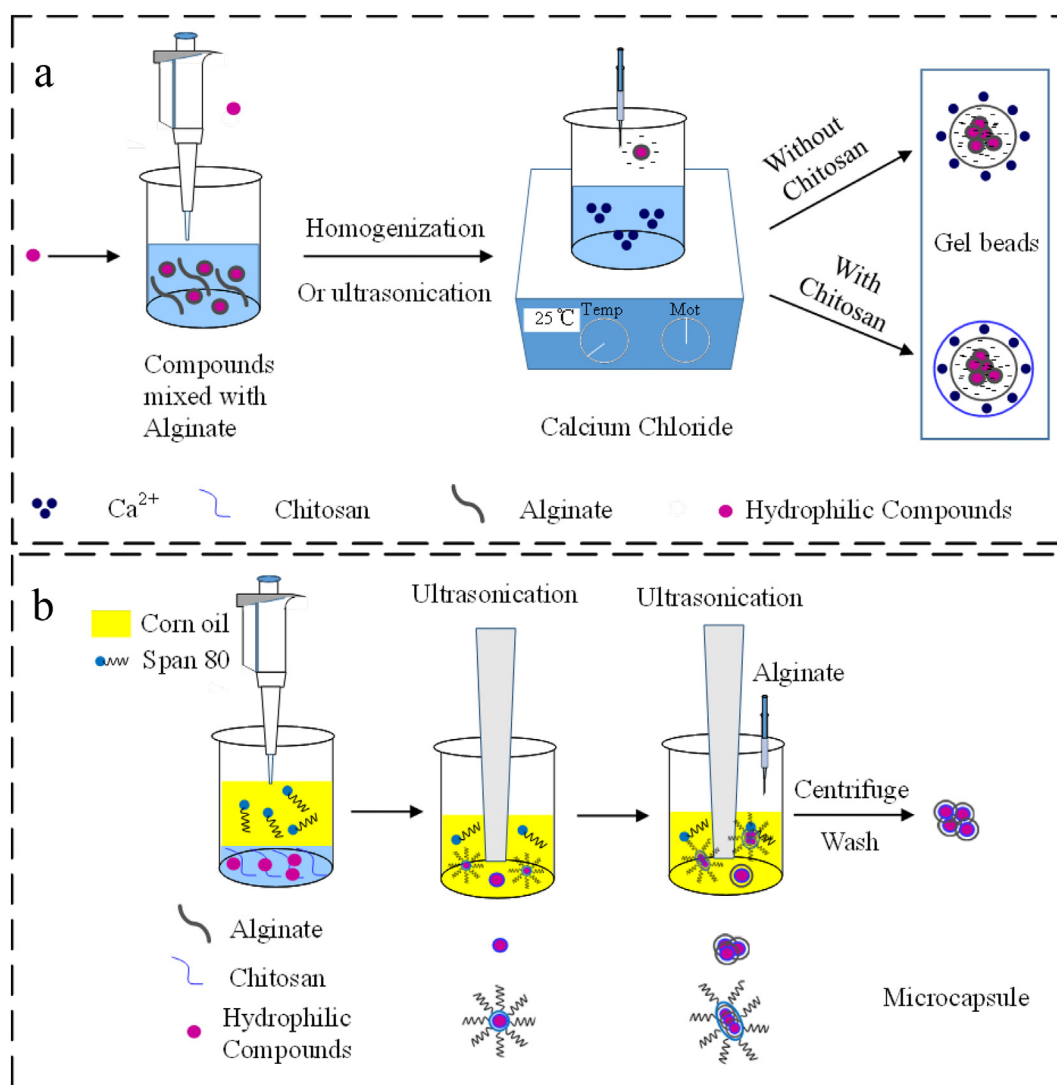 a
Without
Chitosan
Homogenization
Or ultrasonication
Gel beads
With
Chitosan
25 ℃
Temp
Mot
Compounds
mixed with
Alginate
Calcium Chloride
Ca2+
Chitosan
Alginate
Hydrophilic Compounds
b
Corn oil
Span 80
Ultrasonication
Ultrasonication
Alginate
Centrifuge
Wash
Alginate
Chitosan
Hydrophilic
Compounds
Microcapsule